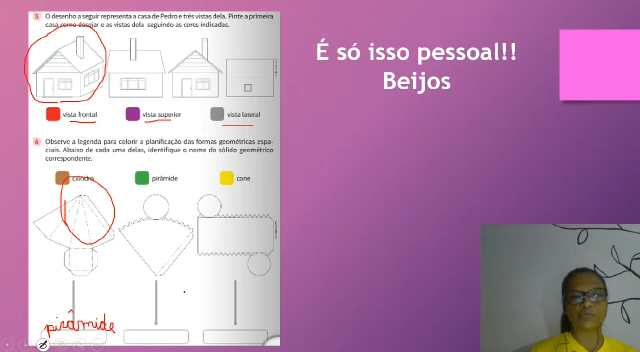 5 O desenho a seguir representa a casa de Pedro e três vistas dela. Pinte a primeira
casa como desejar e as vistas dela seguindo as cores indicadas.
vista frontal
vista superior
vista lateral
6 Observe a legenda para colorir a planificação das formas geométricas espa-
ciais. Abaixo de cada uma delas, identifique o nome do sólido geométrico
correspondente.
cilindro
pirâmide
cone
pirâmide
É só isso pessoal!!
Beijos